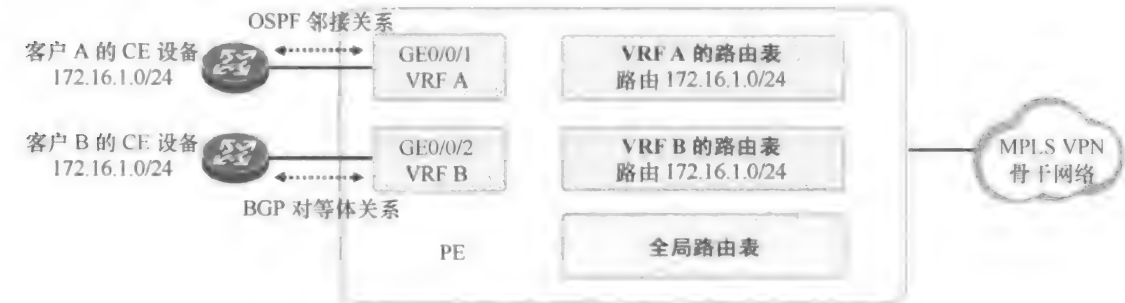 OSPF 邻接关系
客户 A 的 CE 设备
172.16.1.0/24
GE0/0/1
VRF A
VRF A 的路由表
路由 172.16.1.0/24
客户 B 的 CE 设备
172.16.1.0/24
GE0/0/2
VRF B
VRF B 的路由表
路由 172.16.1.0/24
MPLS VPN
骨干网络
BGP 对等体关系
PE
全局路由表